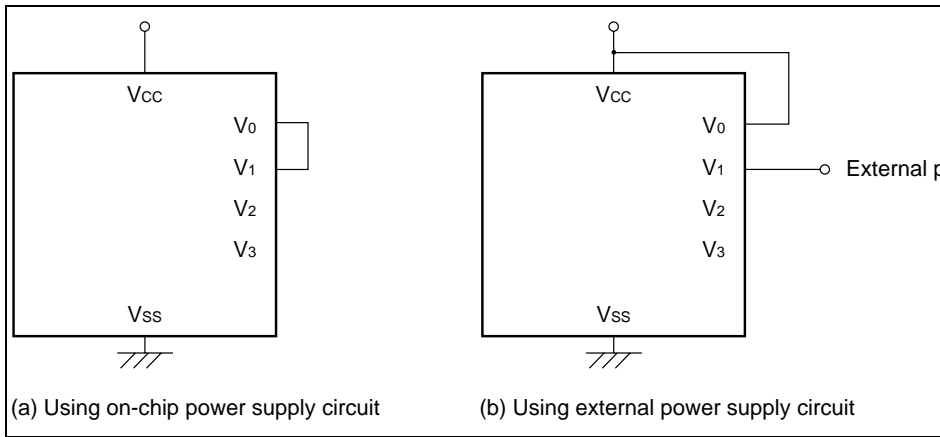 VCC
V0
V1
V2
V3
VSS
(a) Using on-chip power supply circuit
VCC
V0
V1
External p
V2
V3
VSS
(b) Using external power supply circuit